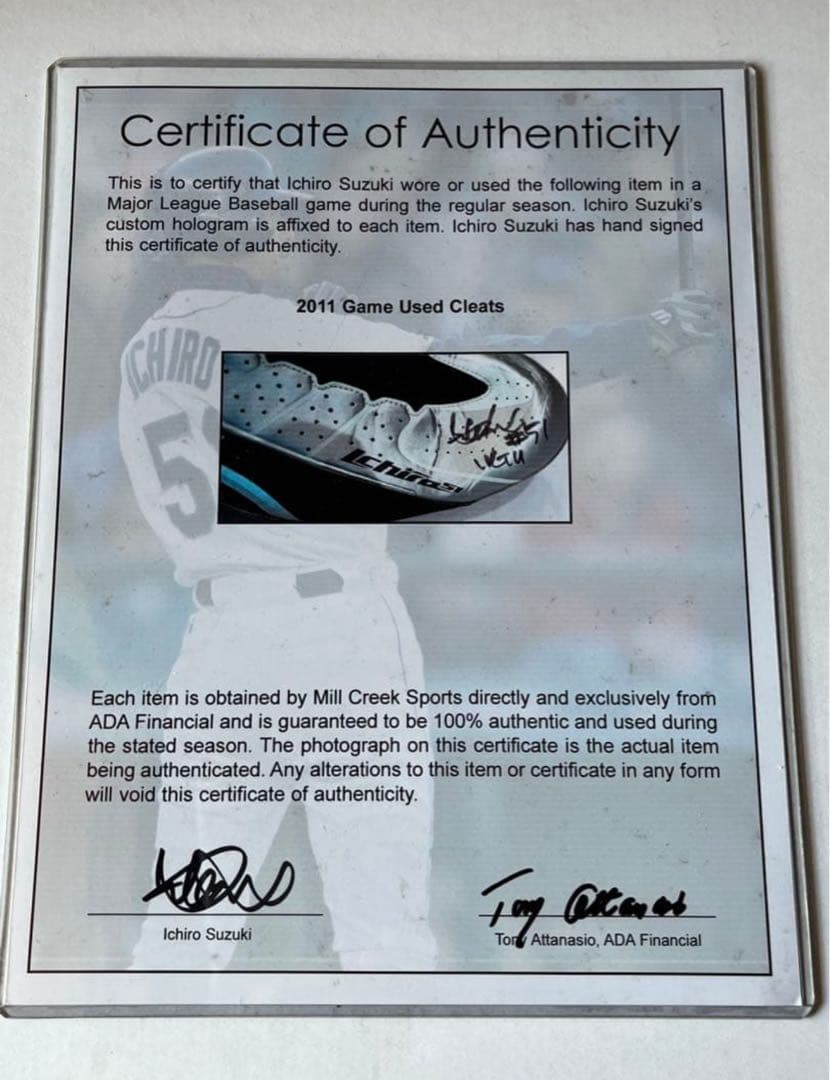 Certificate of Authenticity
This is to certify that Ichiro Suzuki wore or used the following item in a
Major League Baseball game during the regular season. Ichiro Suzuki's
custom hologram is affixed to each item. Ichiro Suzuki has hand signed
this certificate of authenticity.
2011 Game Used Cleats
ICHIRO
5
#51
Ichiro51
Each item is obtained by Mill Creek Sports directly and exclusively from
ADA Financial and is guaranteed to be 100% authentic and used during
the stated season. The photograph on this certificate is the actual item
being authenticated. Any alterations to this item or certificate in any form
will void this certificate of authenticity.
Tony Attanasio
Ichiro Suzuki
Tony Attanasio, ADA Financial